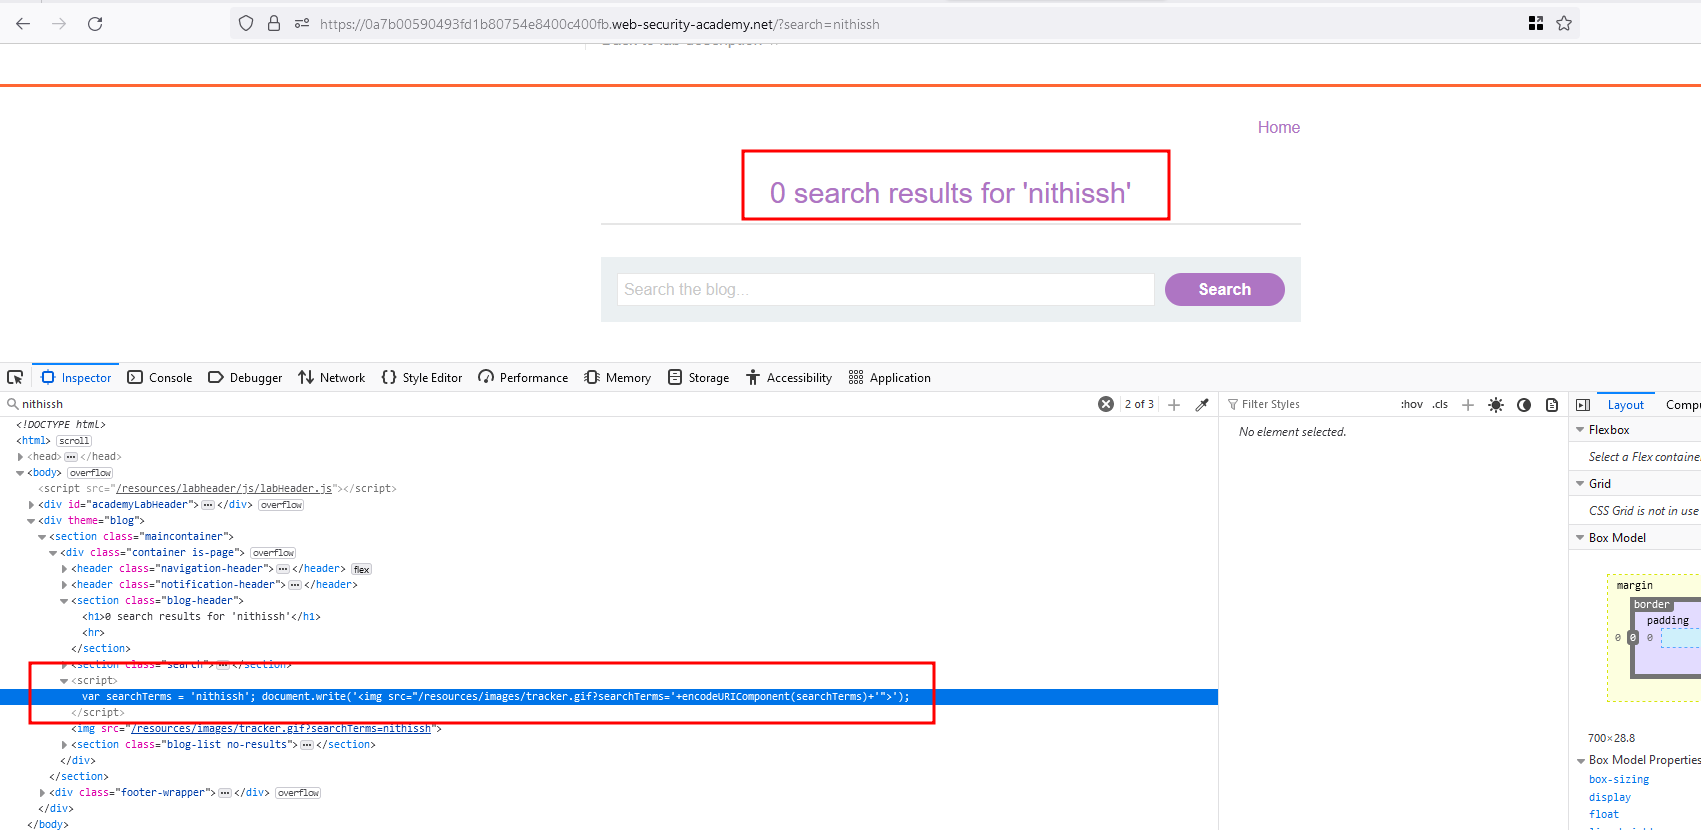 https://0a7b00590493fd1b80754e8400c400fb.web-security-academy.net/?search=nithissh
Home
0 search results for 'nithissh'
Search the blog...
Search
Inspector Console Debugger Network Style Editor Performance Memory Storage Accessibility Application
nithissh 2 of 3 Filter Styles :hov .cls Layout Compu
<!DOCTYPE html>
<html> scroll
<head> ••• </head>
<body> overflow
<script src="/resources/labheader/js/labHeader.js"></script>
<div id="academyLabHeader"> ••• </div> overflow
<div theme="blog">
<section class="maincontainer">
<div class="container is-page"> overflow
<header class="navigation-header"> ••• </header> flex
<header class="notification-header"> ••• </header>
<section class="blog-header">
<h1>0 search results for 'nithissh'</h1>
<hr>
</section>
<section class="search"> ••• </section>
<script>
var searchTerms = 'nithissh'; document.write('<img src="/resources/images/tracker.gif?searchTerms='+encodeURIComponent(searchTerms)+'">');
</script>
<img src="/resources/images/tracker.gif?searchTerms=nithissh">
<section class="blog-list no-results"> ••• </section>
</div>
</section>
<div class="footer-wrapper"> ••• </div> overflow
</div>
</body>
No element selected.
Flexbox
Select a Flex container
Grid
CSS Grid is not in use
Box Model
margin
border
padding
0 0 0
700×28.8
Box Model Properties
box-sizing
display
float